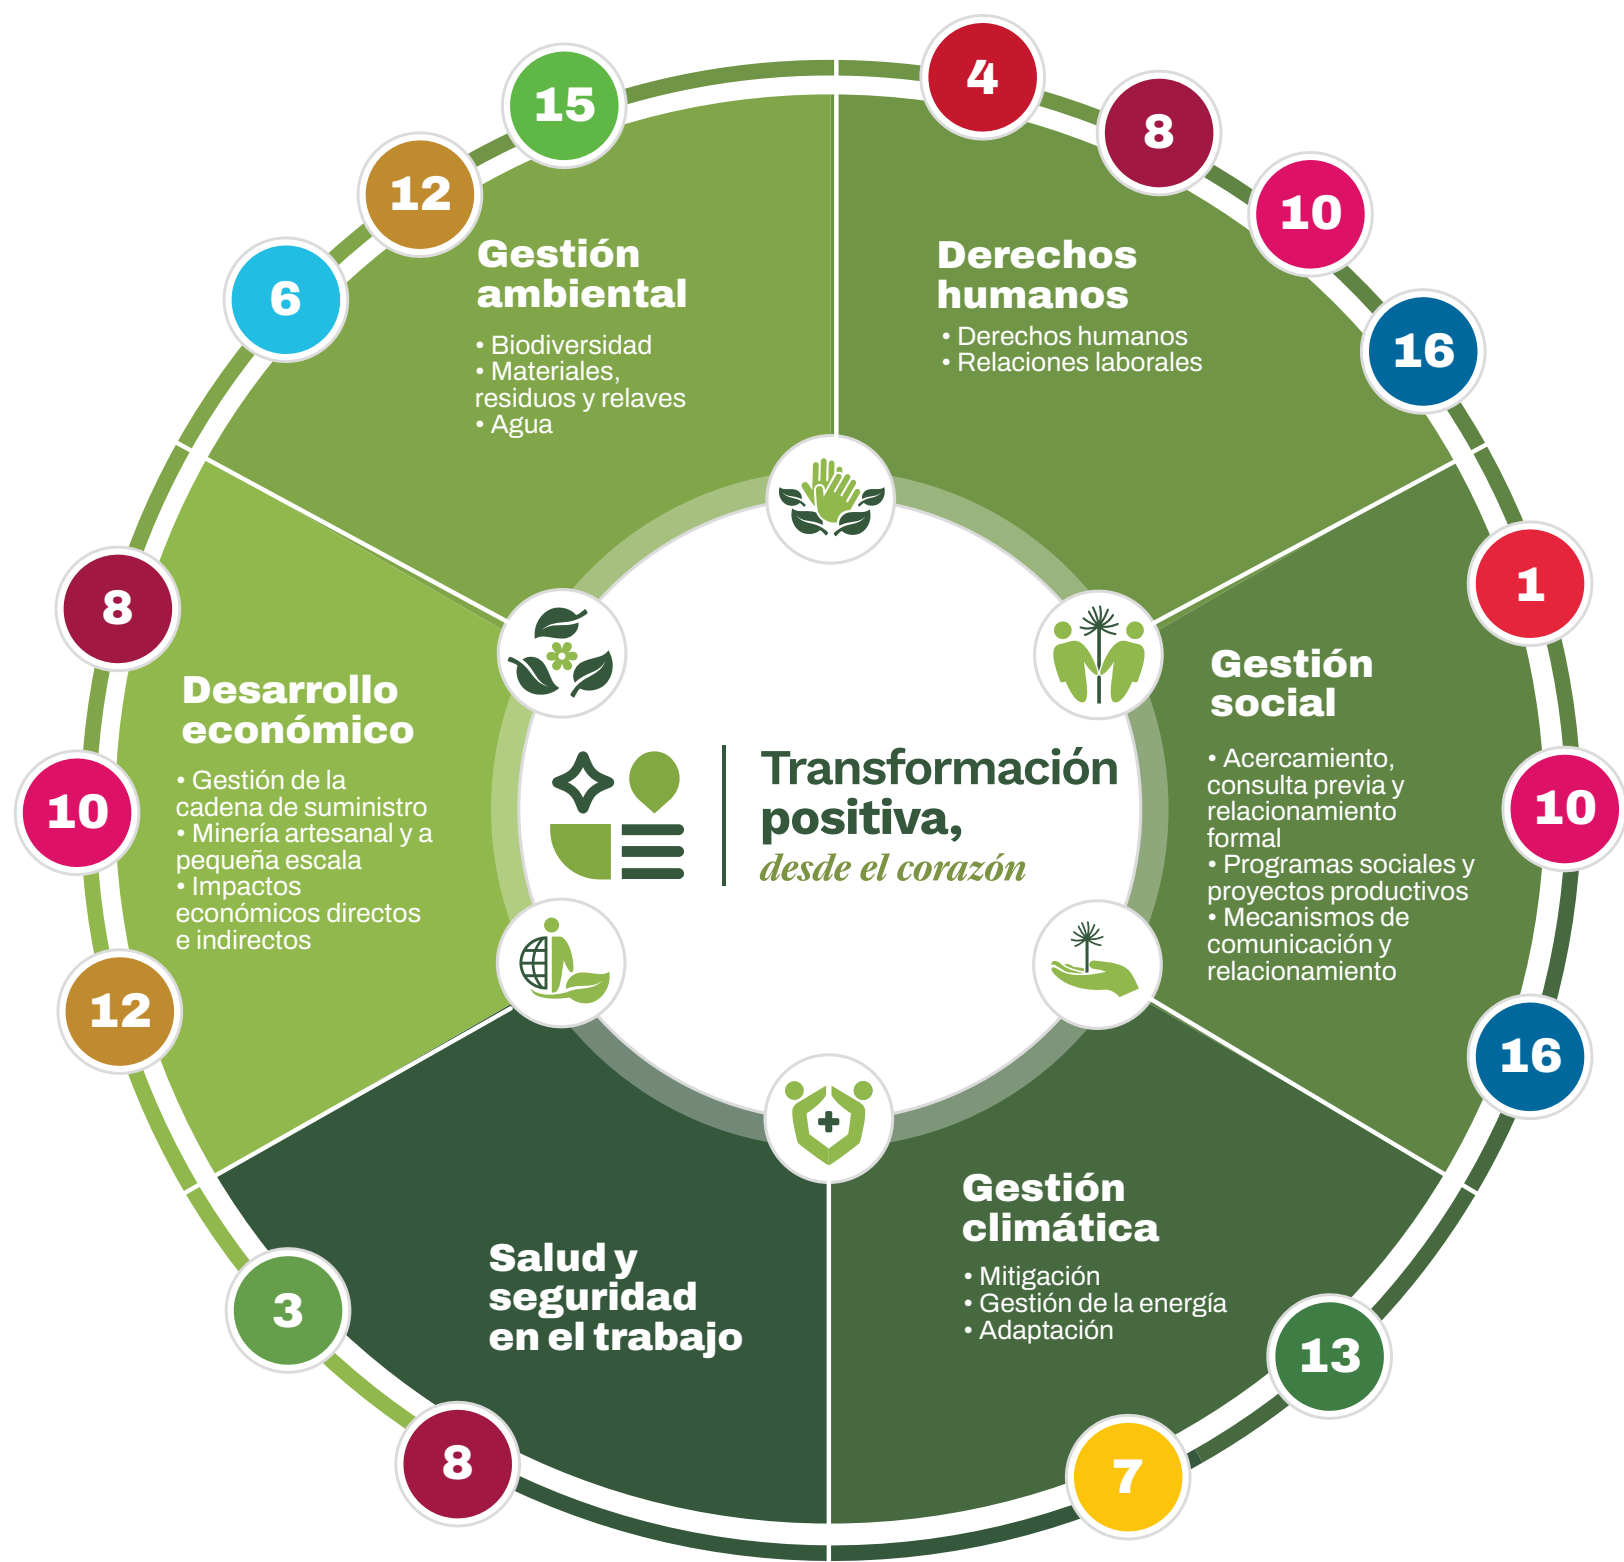 15
12
6
Gestión
ambiental
• Biodiversidad
• Materiales,
residuos y relaves
• Agua
4
8
10
16
Derechos
humanos
• Derechos humanos
• Relaciones laborales
1
10
16
Gestión
social
• Acercamiento,
consulta previa y
relacionamiento
formal
• Programas sociales y
proyectos productivos
• Mecanismos de
comunicación y
relacionamiento
8
10
12
Desarrollo
económico
• Gestión de la
cadena de suministro
• Minería artesanal y a
pequeña escala
• Impactos
económicos directos
e indirectos
Transformación
positiva,
desde el corazón
Gestión
climática
• Mitigación
• Gestión de la energía
• Adaptación
13
7
Salud y
seguridad
en el trabajo
3
8